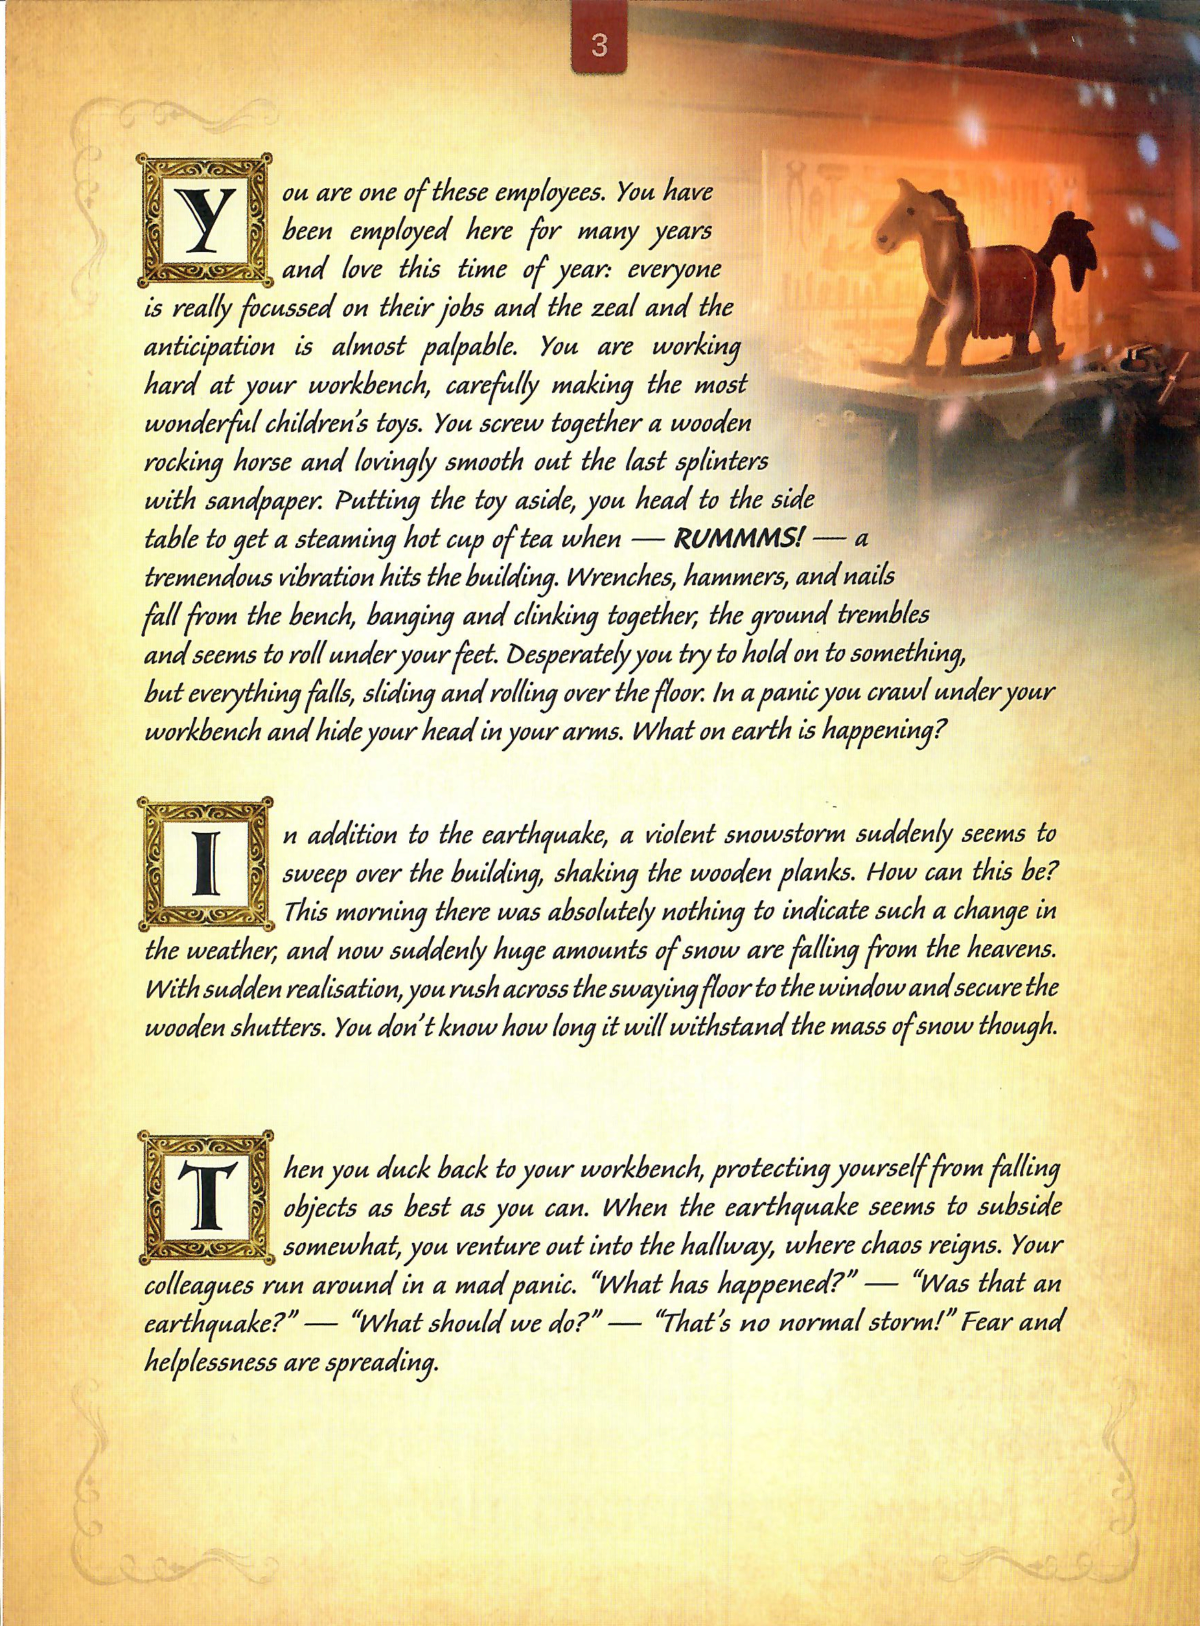 3
You are one of these employees. You have
been employed here for many years
and love this time of year: everyone
is really focussed on their jobs and the zeal and the
anticipation is almost palpable. You are working
hard at your workbench, carefully making the most
wonderful children's toys. You screw together a wooden
rocking horse and lovingly smooth out the last splinters
with sandpaper. Putting the toy aside, you head to the side
table to get a steaming hot cup of tea when — RUMMMS! — a
tremendous vibration hits the building. Wrenches, hammers, and nails
fall from the bench, banging and clinking together, the ground trembles
and seems to roll under your feet. Desperately you try to hold on to something,
but everything falls, sliding and rolling over the floor. In a panic you crawl under your
workbench and hide your head in your arms. What on earth is happening?
In addition to the earthquake, a violent snowstorm suddenly seems to
sweep over the building, shaking the wooden planks. How can this be?
This morning there was absolutely nothing to indicate such a change in
the weather, and now suddenly huge amounts of snow are falling from the heavens.
With sudden realisation, you rush across the swaying floor to the window and secure the
wooden shutters. You don't know how long it will withstand the mass of snow though.
Then you duck back to your workbench, protecting yourself from falling
objects as best as you can. When the earthquake seems to subside
somewhat, you venture out into the hallway, where chaos reigns. Your
colleagues run around in a mad panic. “What has happened?” — “Was that an
earthquake?” — “What should we do?” — “That's no normal storm!” Fear and
helplessness are spreading.